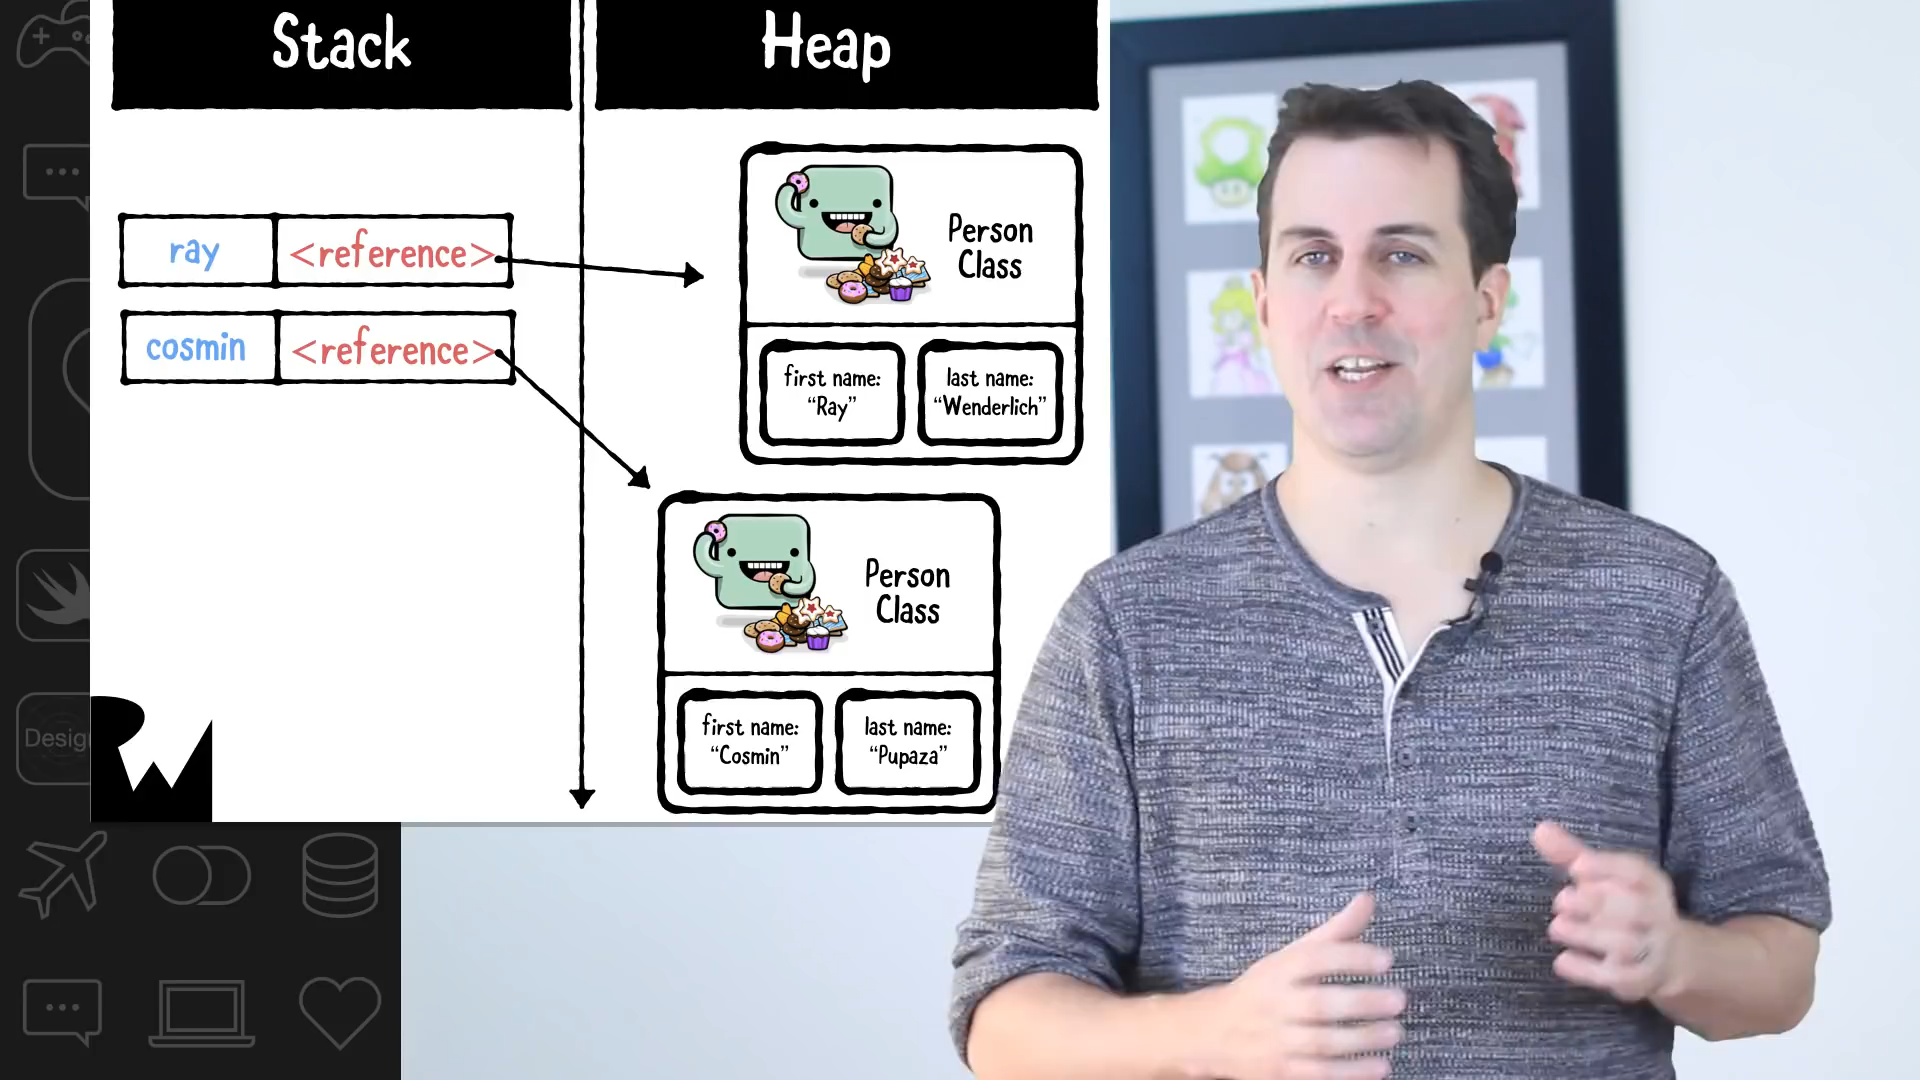 Stack
Heap
ray
<reference>
cosmin
<reference>
Person
Class
first name:
“Ray”
last name:
“Wenderlich”
Person
Class
first name:
“Cosmin”
last name:
“Pupaza”
Design